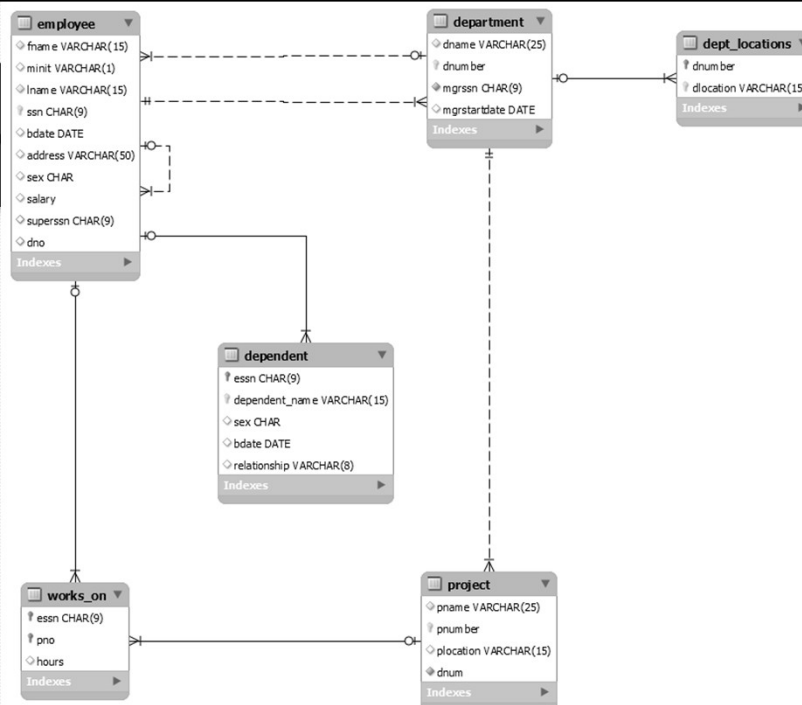 employee
fname VARCHAR(15)
minit VARCHAR(1)
lname VARCHAR(15)
ssn CHAR(9)
bdate DATE
address VARCHAR(50)
sex CHAR
salary
superssn CHAR(9)
dno
Indexes
department
dname VARCHAR(25)
dnumber
mgrssn CHAR(9)
mgrstartdate DATE
Indexes
dept_locations
dnumber
dlocation VARCHAR(15
Indexes
dependent
essn CHAR(9)
dependent_name VARCHAR(15)
sex CHAR
bdate DATE
relationship VARCHAR(8)
Indexes
works_on
essn CHAR(9)
pno
hours
Indexes
project
pname VARCHAR(25)
pnumber
plocation VARCHAR(15)
dnum
Indexes